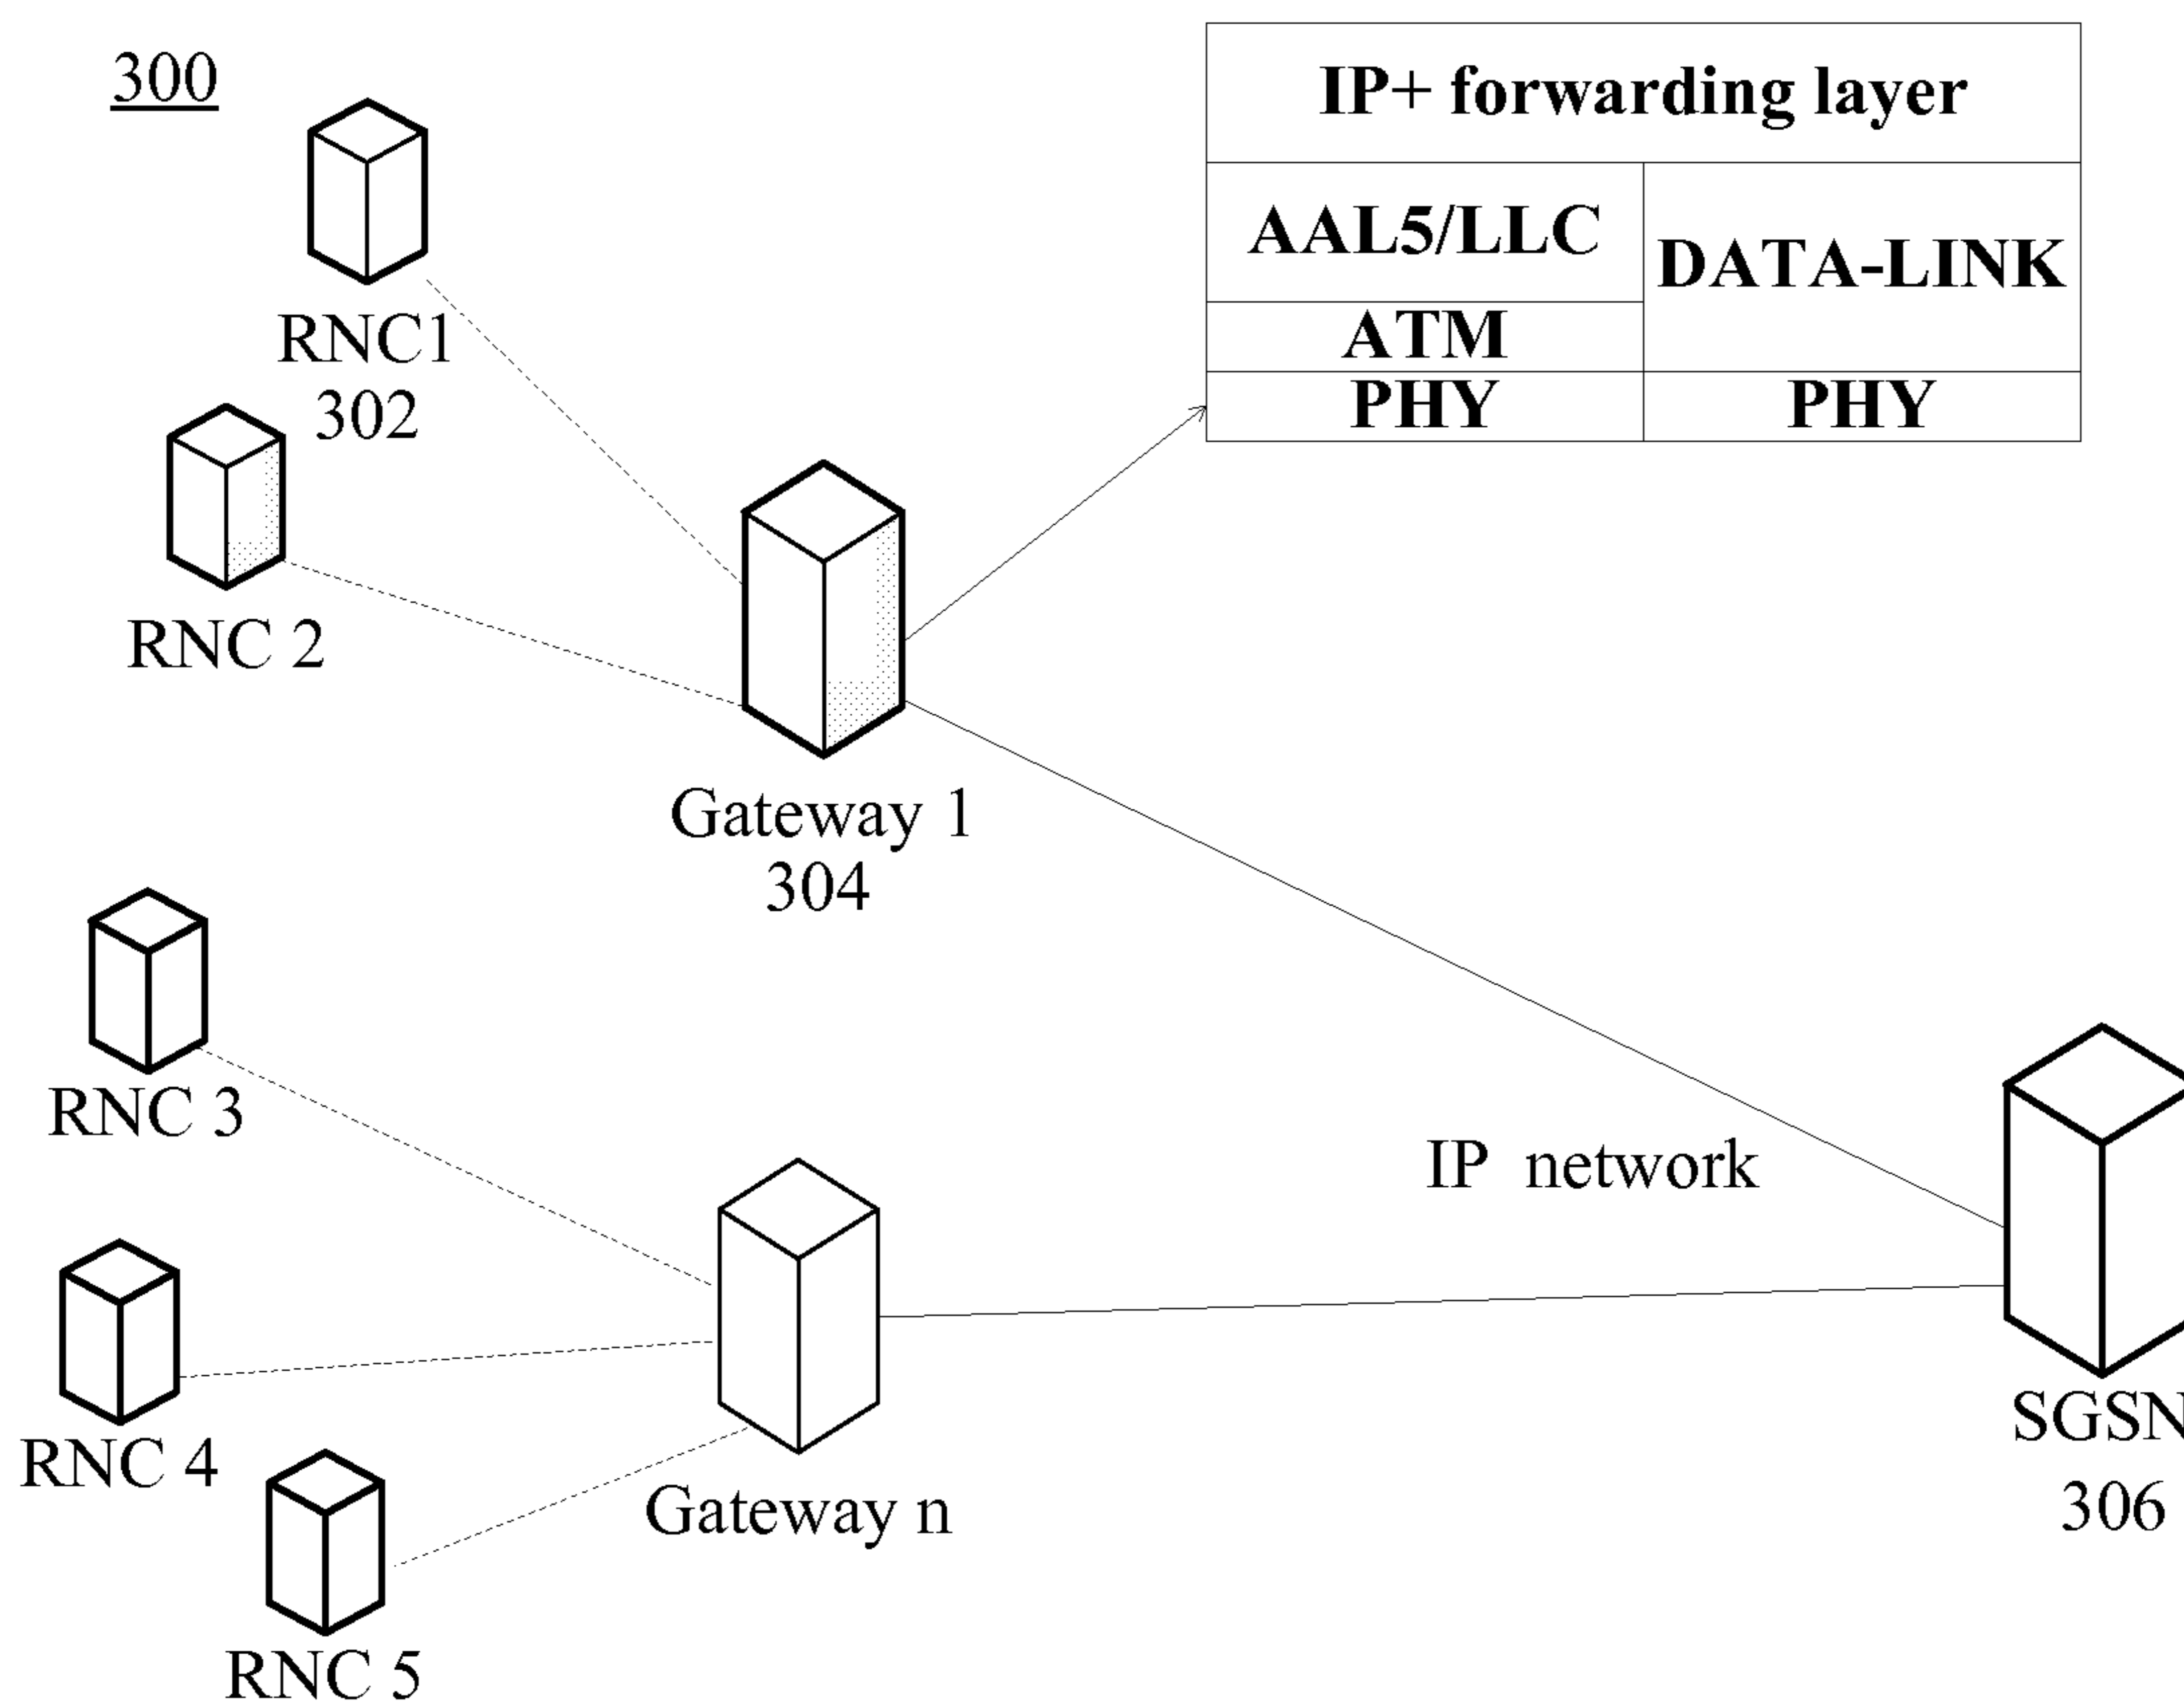 300
IP+ forwarding layer
AAL5/LLC
DATA-LINK
ATM
PHY
PHY
RNC1
302
RNC 2
Gateway 1
304
RNC 3
IP network
RNC 4
SGSN
306
Gateway n
RNC 5